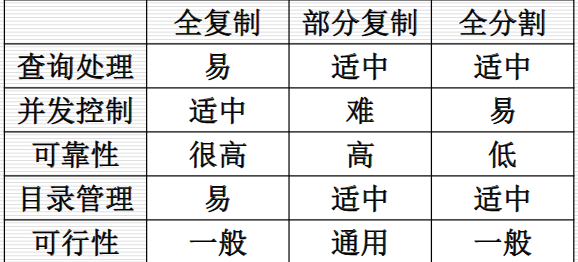 全复制 部分复制 全分割
查询处理 易 适中 适中
并发控制 适中 难 易
可靠性 很高 高 低
目录管理 易 适中 适中
可行性 一般 通用 一般